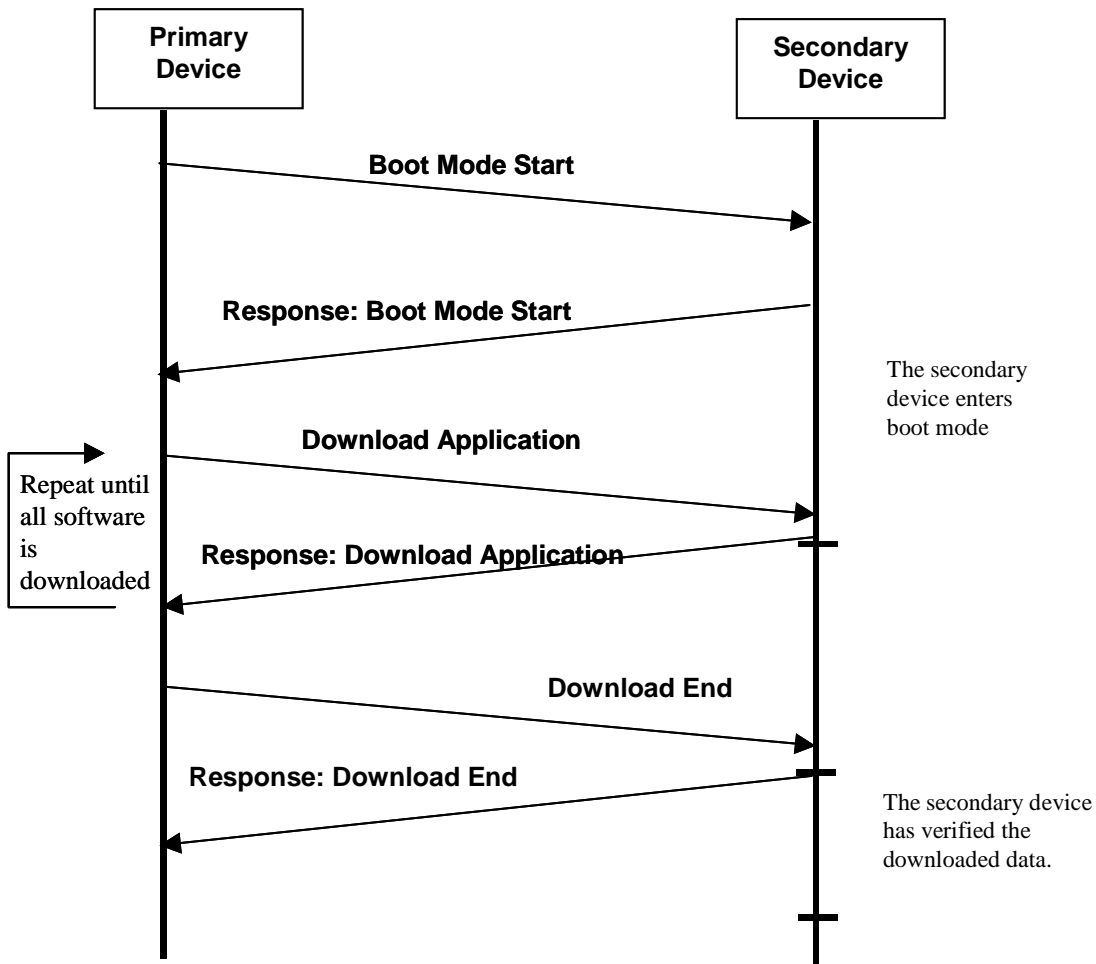 Primary
Device
Secondary
Device
Boot Mode Start
Response: Boot Mode Start
The secondary
device enters
boot mode
Download Application
Repeat until
all software
is
downloaded
Response: Download Application
Download End
Response: Download End
The secondary device
has verified the
downloaded data.